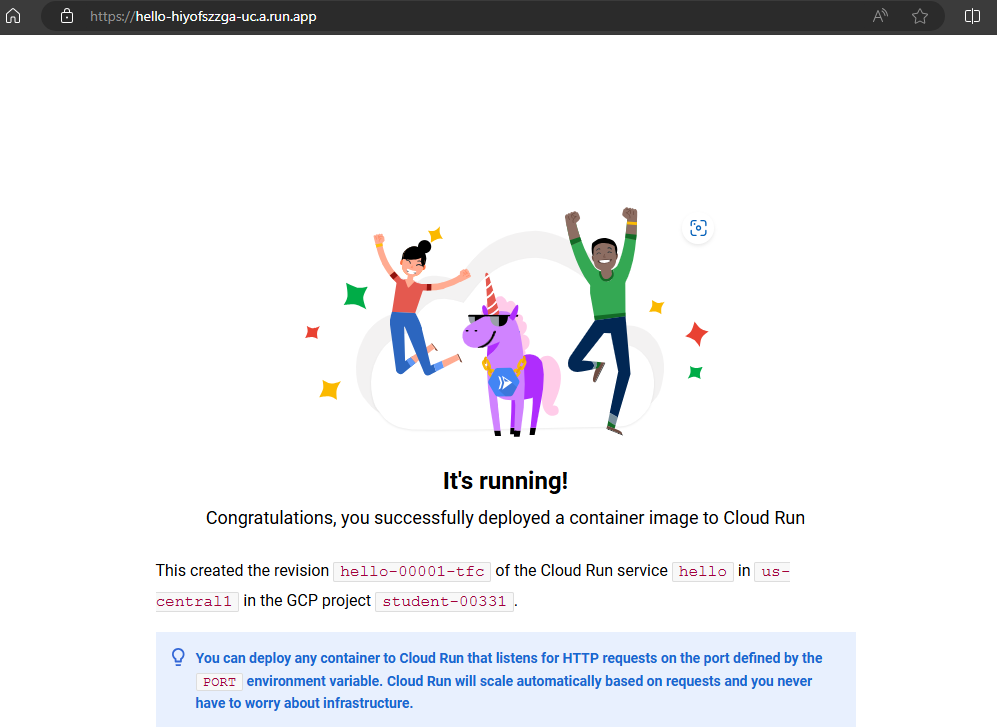 https://hello-hiyofszzga-uc.a.run.app
It's running!
Congratulations, you successfully deployed a container image to Cloud Run
This created the revision hello-00001-tfc of the Cloud Run service hello in us-
central1 in the GCP project student-00331.
You can deploy any container to Cloud Run that listens for HTTP requests on the port defined by the
PORT environment variable. Cloud Run will scale automatically based on requests and you never
have to worry about infrastructure.